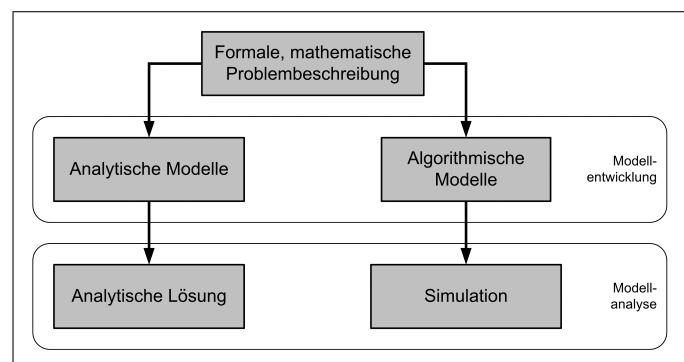 Formale, mathematische
Problembeschreibung
Analytische Modelle
Algorithmische
Modelle
Modell-
entwicklung
Analytische Lösung
Simulation
Modell-
analyse